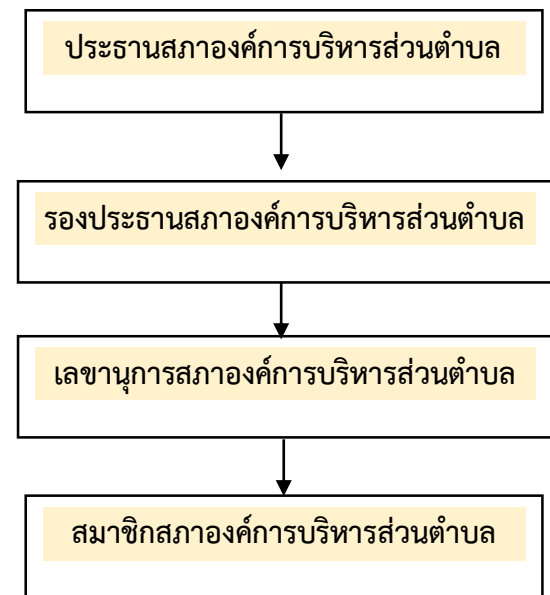 ประธานสภาองค์การบริหารส่วนตำบล
รองประธานสภาองค์การบริหารส่วนตำบล
เลขานุการสภาองค์การบริหารส่วนตำบล
สมาชิกสภาองค์การบริหารส่วนตำบล